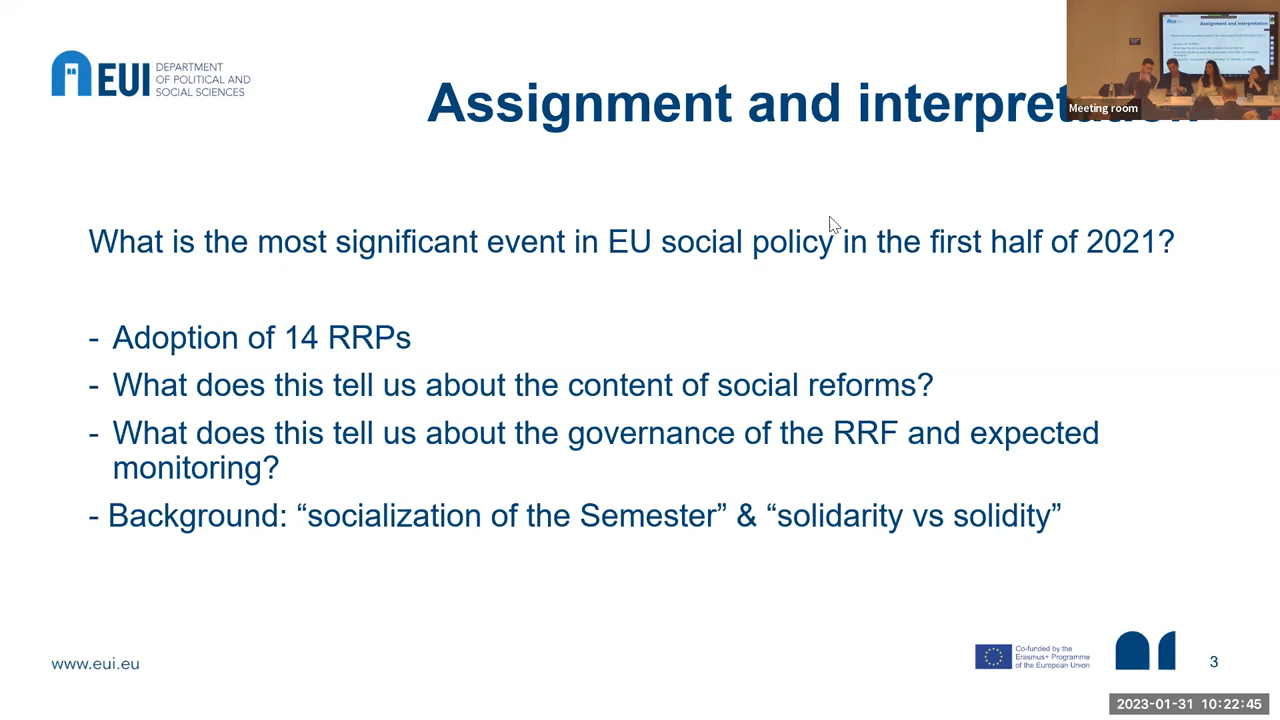 EUI
DEPARTMENT
OF POLITICAL AND
SOCIAL SCIENCES
Assignment and interpretation
Meeting room
What is the most significant event in EU social policy in the first half of 2021?
- Adoption of 14 RRPs
- What does this tell us about the content of social reforms?
- What does this tell us about the governance of the RRF and expected
monitoring?
- Background: “socialization of the Semester” & “solidarity vs solidity”
www.eui.eu
Co-funded by the
Erasmus+ Programme
of the European Union
3
2023-01-31 10:22:45